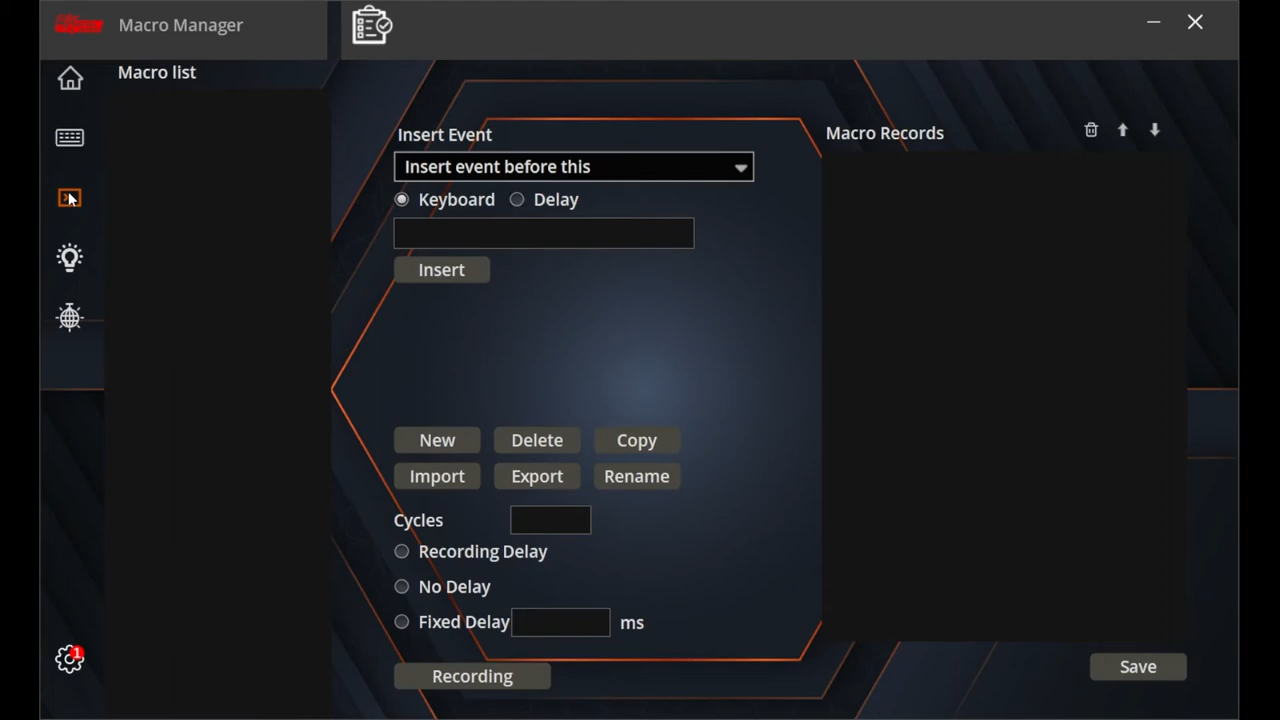 Macro Manager
Macro list
Insert Event
Insert event before this
Keyboard Delay
Insert
New Delete Copy
Import Export Rename
Cycles
Recording Delay
No Delay
Fixed Delay ms
Recording
Macro Records
Save
1